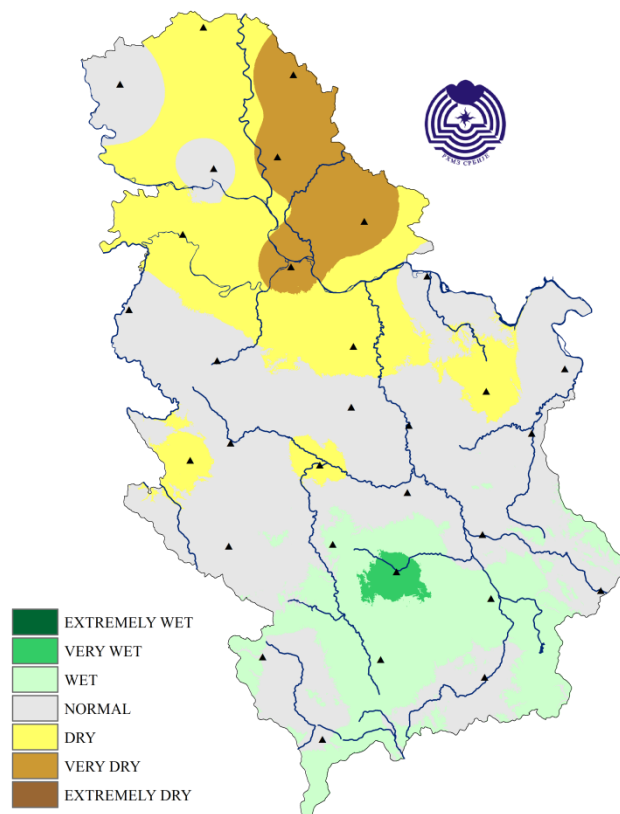 РХМЗ СРБИЈЕ
EXTREMELY WET
VERY WET
WET
NORMAL
DRY
VERY DRY
EXTREMELY DRY